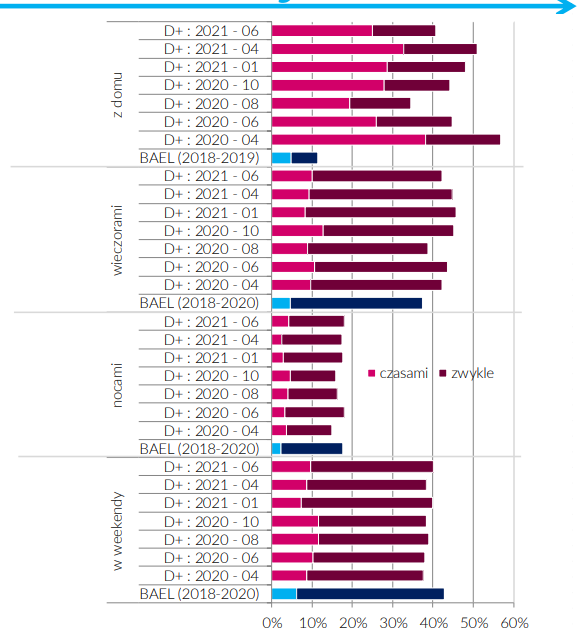 z domu
D+ : 2021 - 06
D+ : 2021 - 04
D+ : 2021 - 01
D+ : 2020 - 10
D+ : 2020 - 08
D+ : 2020 - 06
D+ : 2020 - 04
BAEL (2018-2019)
wieczorami
D+ : 2021 - 06
D+ : 2021 - 04
D+ : 2021 - 01
D+ : 2020 - 10
D+ : 2020 - 08
D+ : 2020 - 06
D+ : 2020 - 04
BAEL (2018-2020)
nocami
D+ : 2021 - 06
D+ : 2021 - 04
D+ : 2021 - 01
D+ : 2020 - 10
D+ : 2020 - 08
D+ : 2020 - 06
D+ : 2020 - 04
BAEL (2018-2020)
czasami zwykle
w weekendy
D+ : 2021 - 06
D+ : 2021 - 04
D+ : 2021 - 01
D+ : 2020 - 10
D+ : 2020 - 08
D+ : 2020 - 06
D+ : 2020 - 04
BAEL (2018-2020)
0% 10% 20% 30% 40% 50% 60%